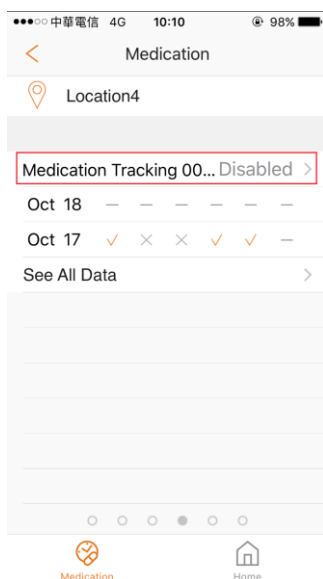 中華電信 4G 10:10 98%
Medication
Location4
Medication Tracking 00... Disabled
Oct 18 — — — — — —
Oct 17 ✓ × × ✓ ✓ —
See All Data
Medication Home